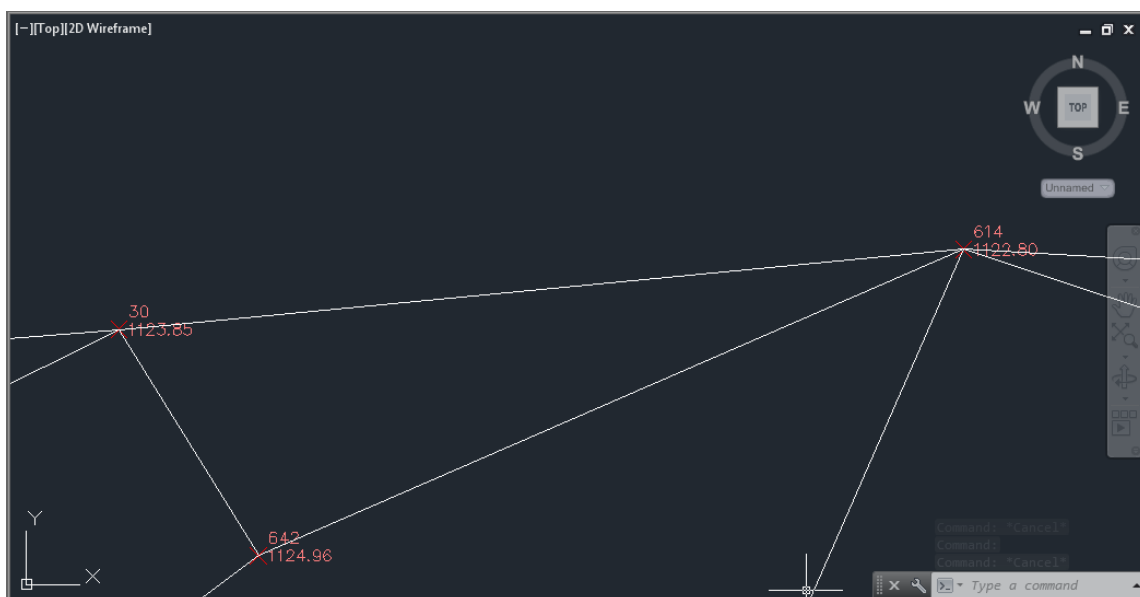 [−][Top][2D Wireframe]
N
W
TOP
E
S
Unnamed
614
1122.80
30
1123.85
642
1124.96
Y
X
Command: *Cancel*
Command:
Command: *Cancel*
Type a command